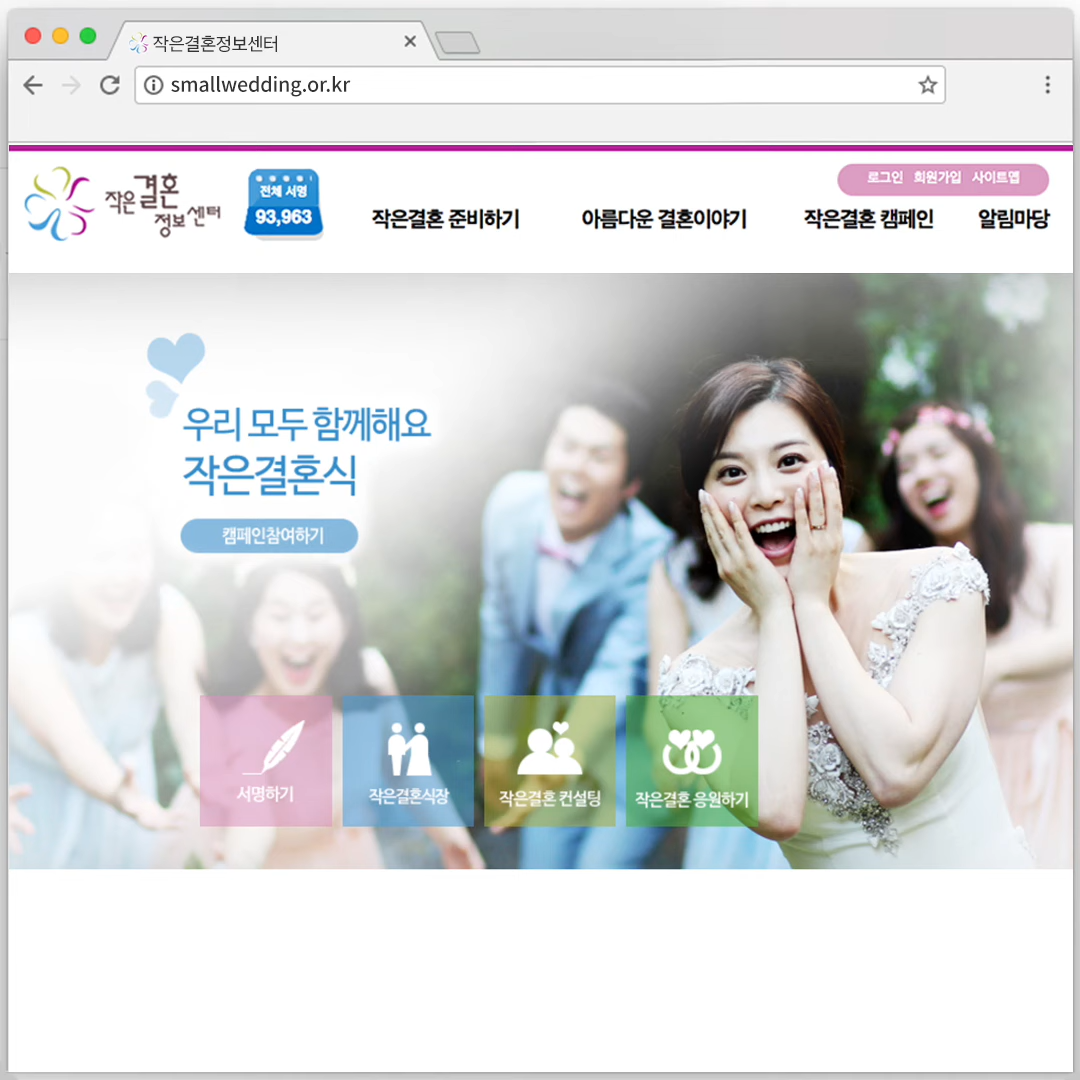 작은결혼정보센터
smallwedding.or.kr
작은결혼
정보센터
전체 서명
93,963
로그인 회원가입 사이트맵
작은결혼 준비하기 아름다운 결혼이야기 작은결혼 캠페인 알림마당
우리 모두 함께해요
작은결혼식
캠페인참여하기
서명하기 작은결혼식장 작은결혼 컨설팅 작은결혼 응원하기